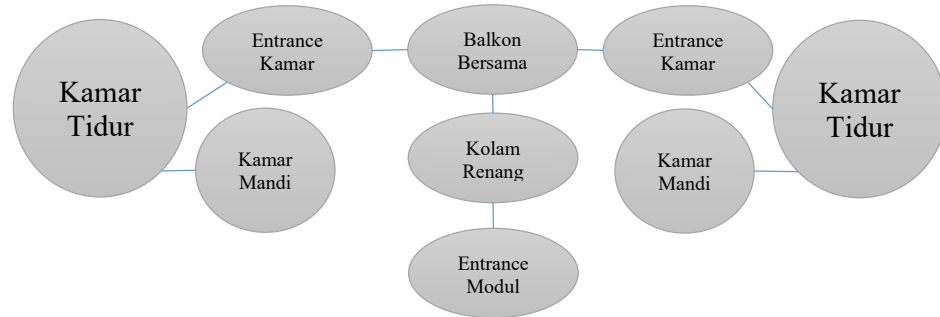 Kamar
Tidur
Entrance
Kamar
Balkon
Bersama
Entrance
Kamar
Kamar
Tidur
Kamar
Mandi
Kolam
Renang
Kamar
Mandi
Entrance
Modul